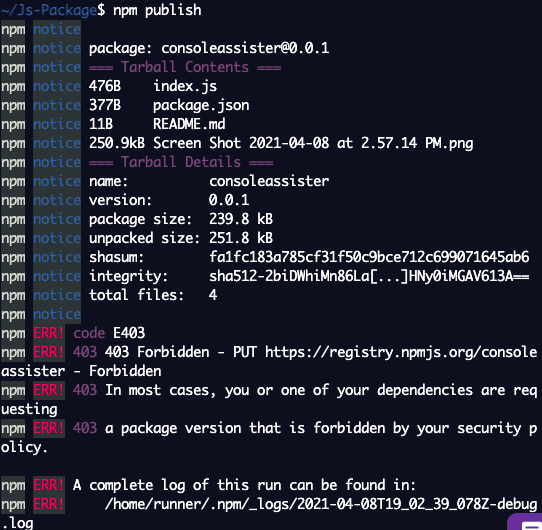 ~/Js-Package$ npm publish
npm notice
npm notice package: consoleassister@0.0.1
npm notice === Tarball Contents ===
npm notice 476B    index.js
npm notice 377B    package.json
npm notice 11B     README.md
npm notice 250.9kB Screen Shot 2021-04-08 at 2.57.14 PM.png
npm notice === Tarball Details ===
npm notice name:          consoleassister
npm notice version:       0.0.1
npm notice package size:  239.8 kB
npm notice unpacked size: 251.8 kB
npm notice shasum:        fa1fc183a785cf31f50c9bce712c699071645ab6
npm notice integrity:     sha512-2biDWhiMn86La[...]HNy0iMGAV613A==
npm notice total files:   4
npm notice
npm ERR! code E403
npm ERR! 403 403 Forbidden - PUT https://registry.npmjs.org/console
assister - Forbidden
npm ERR! 403 In most cases, you or one of your dependencies are req
uesting
npm ERR! 403 a package version that is forbidden by your security p
olicy.
npm ERR! A complete log of this run can be found in:
npm ERR!     /home/runner/.npm/_logs/2021-04-08T19_02_39_078Z-debug
.log